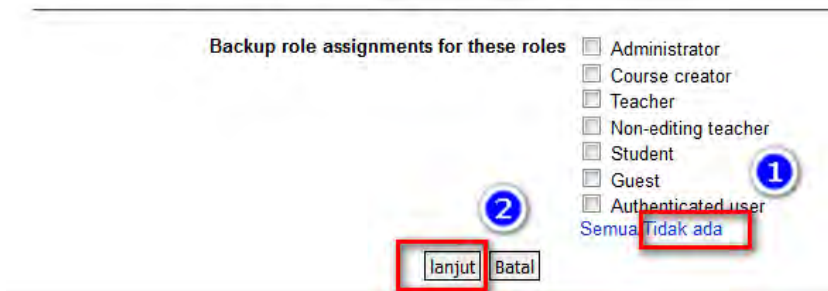 Backup role assignments for these roles
Administrator
Course creator
Teacher
Non-editing teacher
Student
Guest
1
Authenticated user
2
Semua/Tidak ada
lanjut Batal